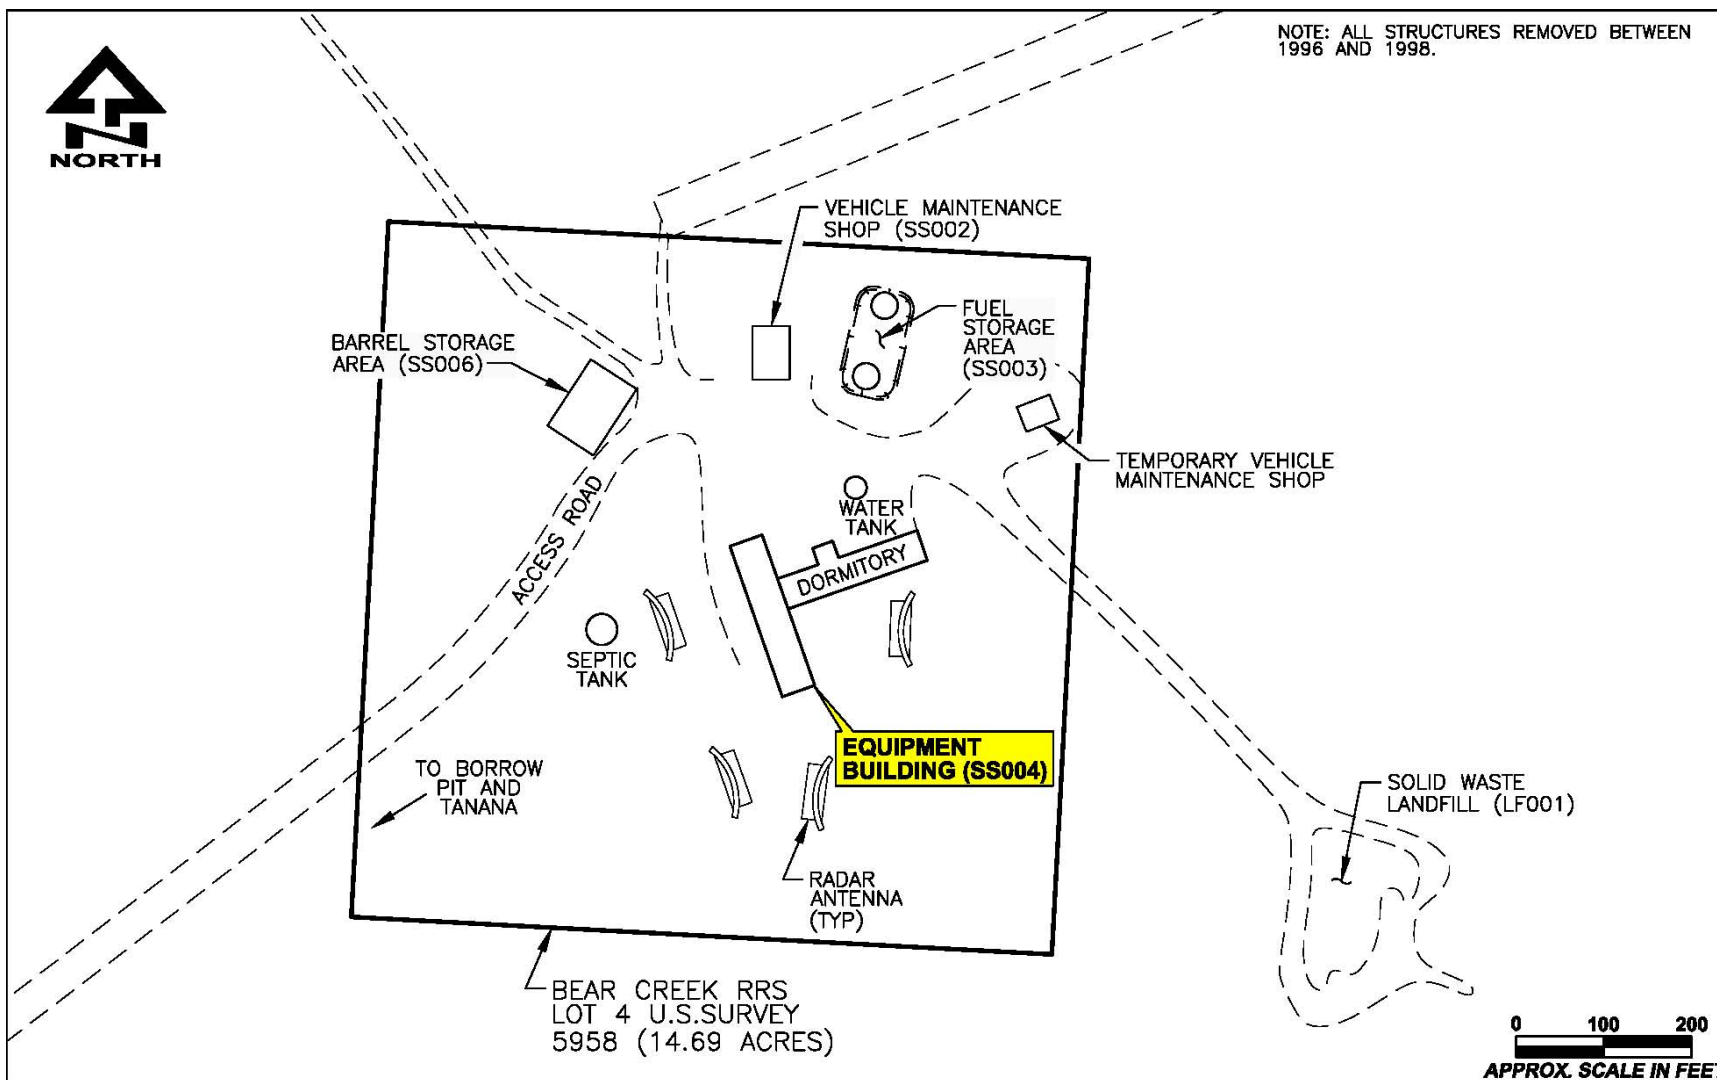 NOTE: ALL STRUCTURES REMOVED BETWEEN
1996 AND 1998.
NORTH
VEHICLE MAINTENANCE
SHOP (SS002)
FUEL
STORAGE
AREA
(SS003)
BARREL STORAGE
AREA (SS006)
TEMPORARY VEHICLE
MAINTENANCE SHOP
ACCESS ROAD
WATER
TANK
DORMITORY
SEPTIC
TANK
EQUIPMENT
BUILDING (SS004)
TO BORROW
PIT AND
TANANA
SOLID WASTE
LANDFILL (LF001)
RADAR
ANTENNA
(TYP)
BEAR CREEK RRS
LOT 4 U.S.SURVEY
5958 (14.69 ACRES)
0 100 200
APPROX. SCALE IN FEET